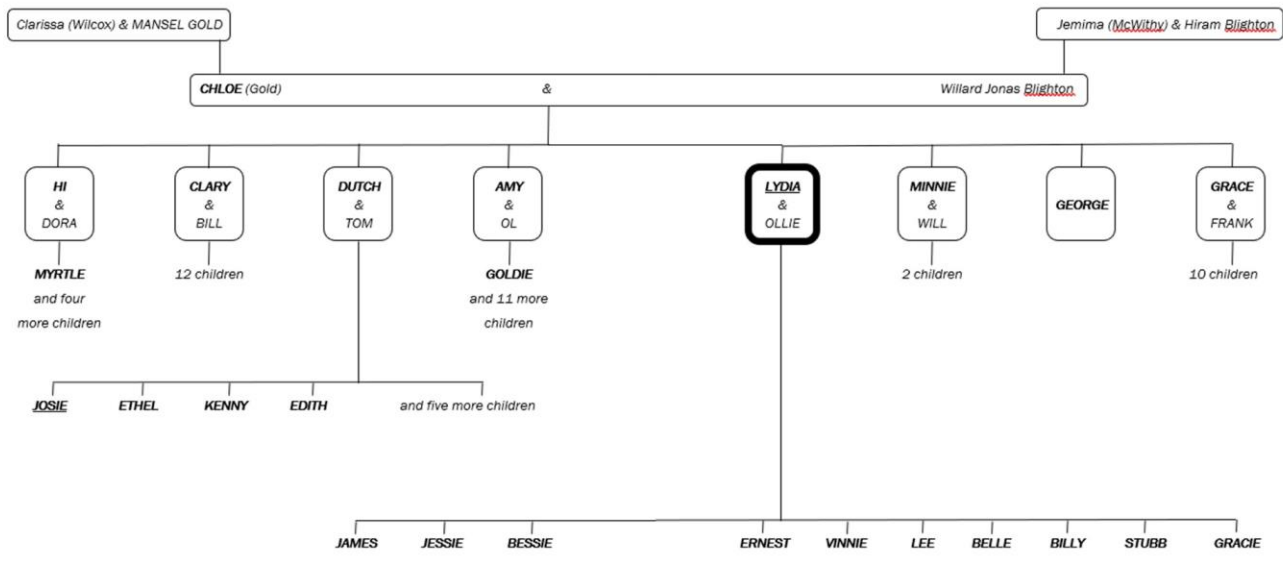 Clarissa (Wilcox) & MANSEL GOLD
Jemima (McWithy) & Hiram Blighton
CHLOE (Gold) & Willard Jonas Blighton
HI
&
DORA
CLARY
&
BILL
DUTCH
&
TOM
AMY
&
OL
LYDIA
&
OLLIE
MINNIE
&
WILL
GEORGE
GRACE
&
FRANK
MYRTLE
and four
more children
12 children
GOLDIE
and 11 more
children
2 children
10 children
JOSIE ETHEL KENNY EDITH and five more children
JAMES JESSIE BESSIE ERNEST VINNIE LEE BELLE BILLY STUBB GRACIE